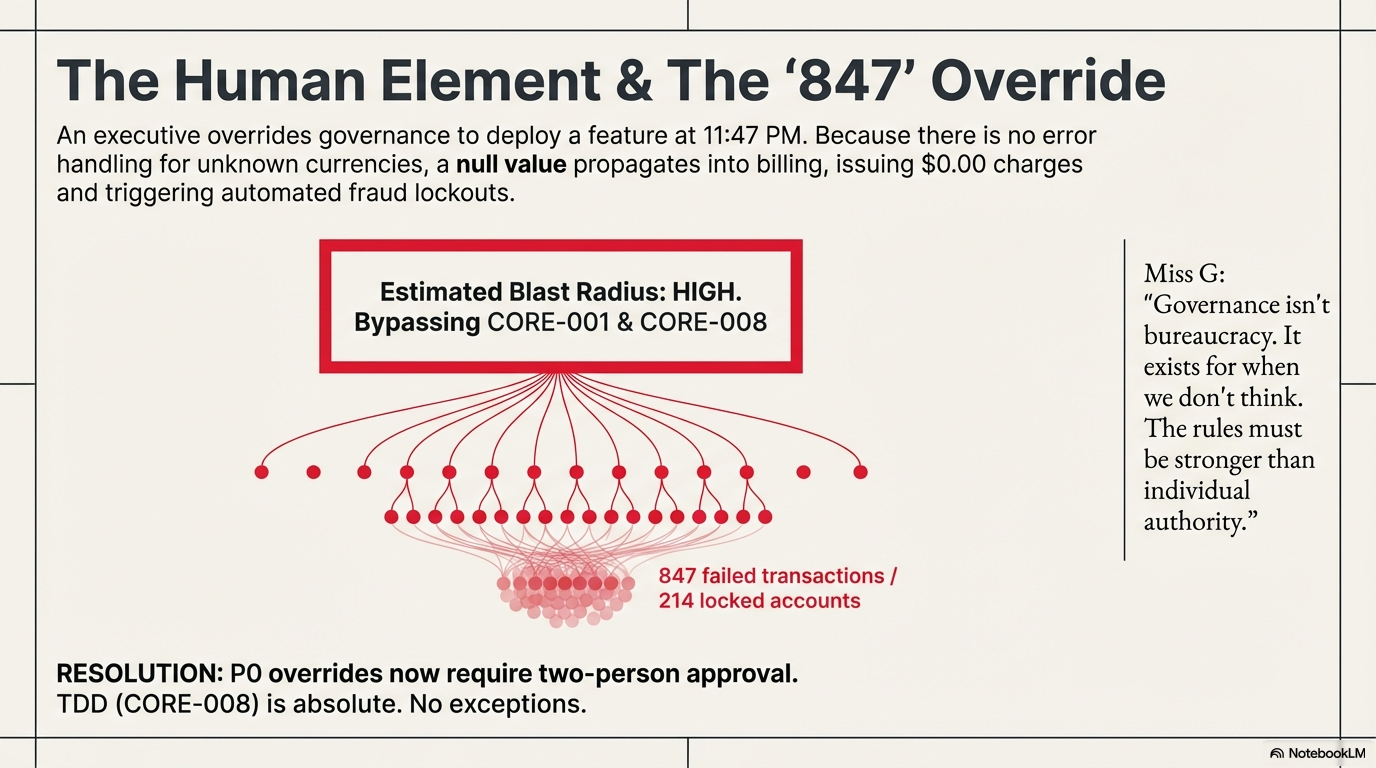 The Human Element & The ‘847’ Override
An executive overrides governance to deploy a feature at 11:47 PM. Because there is no error
handling for unknown currencies, a null value propagates into billing, issuing $0.00 charges
and triggering automated fraud lockouts.
Estimated Blast Radius: HIGH.
Bypassing CORE-001 & CORE-008
Miss G:
“Governance isn't
bureaucracy. It
exists for when
we don't think.
The rules must
be stronger than
individual
authority.”
847 failed transactions /
214 locked accounts
RESOLUTION: P0 overrides now require two-person approval.
TDD (CORE-008) is absolute. No exceptions.
NotebookLM